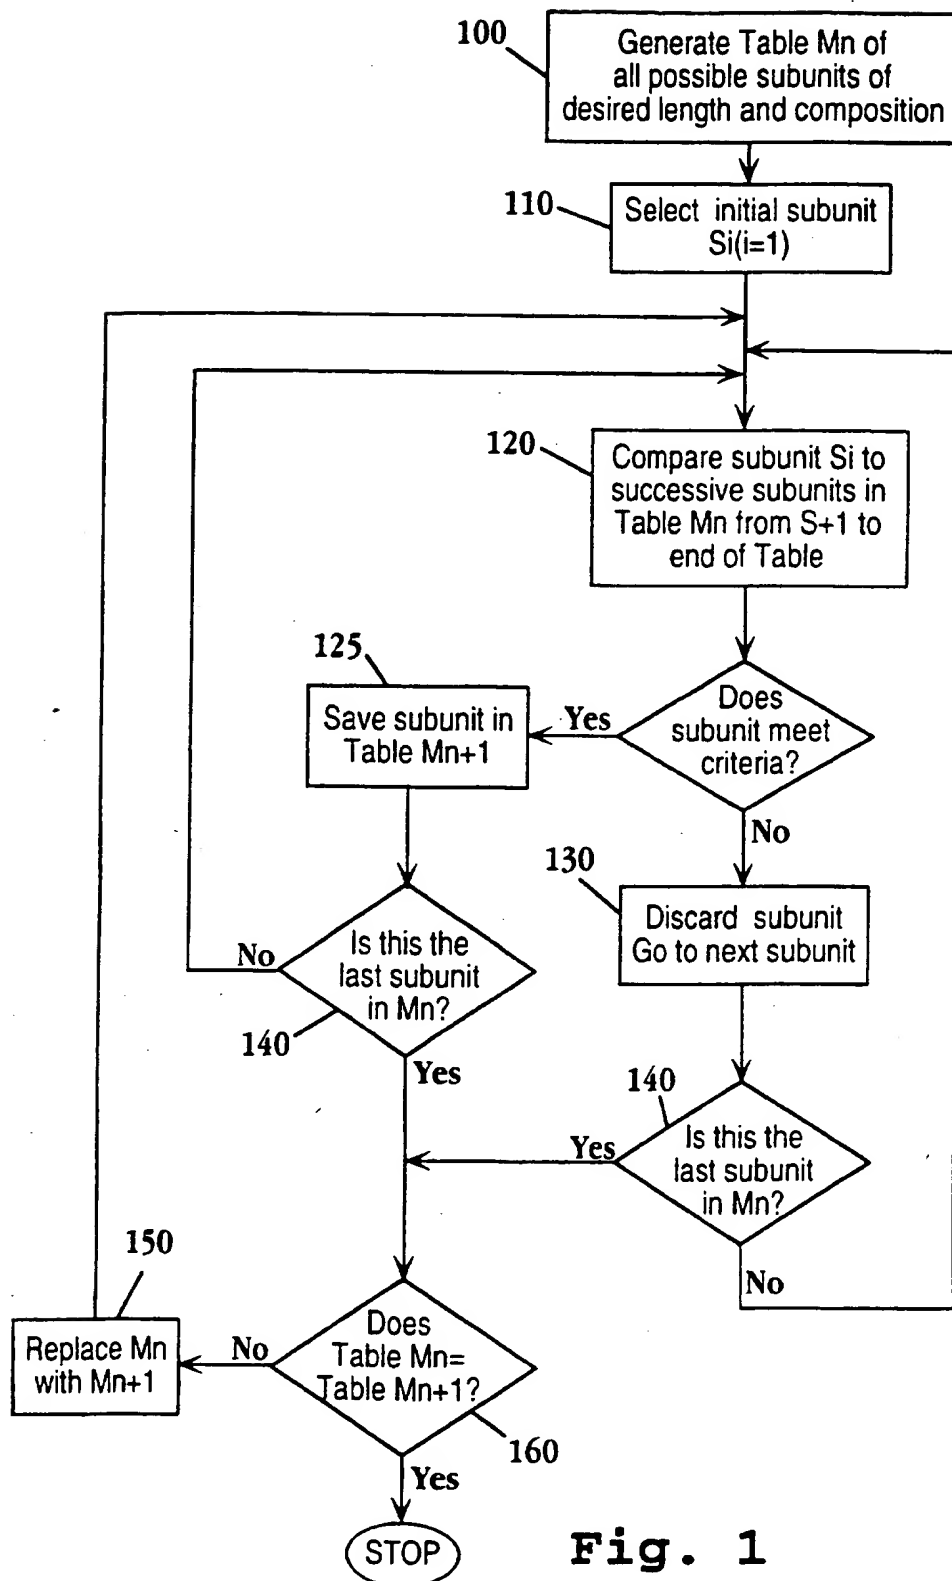 100
Generate Table Mn of
all possible subunits of
desired length and composition
110
Select initial subunit
Si(i=1)
120
Compare subunit Si to
successive subunits in
Table Mn from S+1 to
end of Table
125
Save subunit in
Table Mn+1
Yes
Does
subunit meet
criteria?
No
130
Discard subunit
Go to next subunit
No
Is this the
last subunit
in Mn?
140
Yes
140
Yes
Is this the
last subunit
in Mn?
No
150
Replace Mn
with Mn+1
No
Does
Table Mn=
Table Mn+1?
160
Yes
STOP
Fig. 1